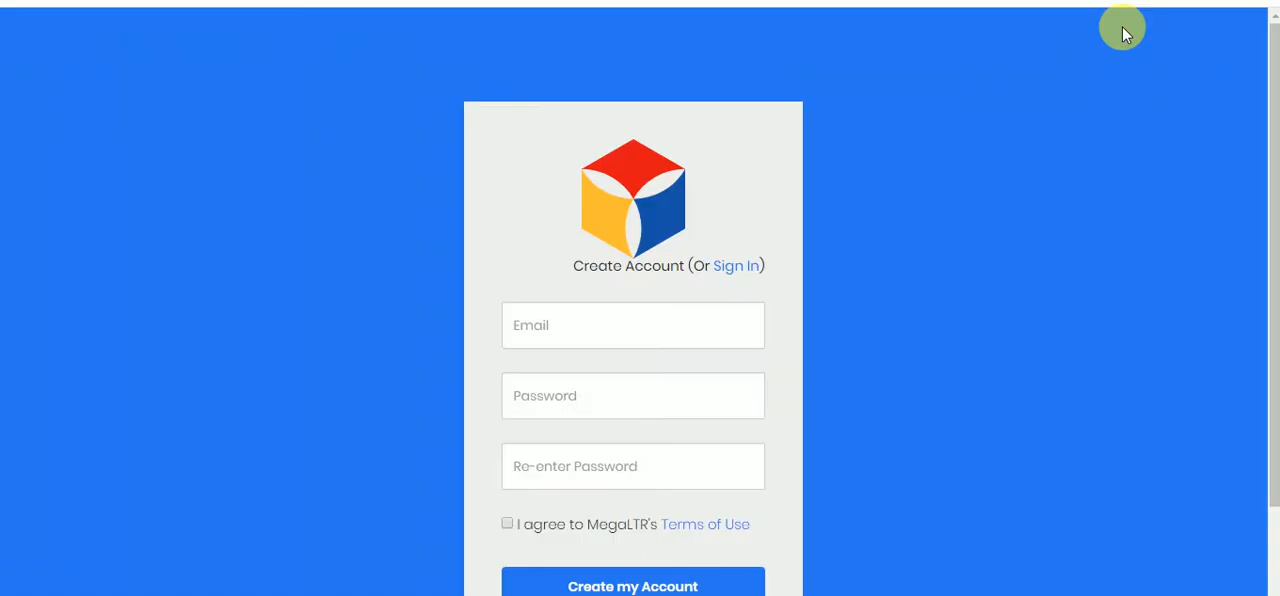 Create Account (Or Sign In)
Email
Password
Re-enter Password
I agree to MegaLTR's Terms of Use
Create my Account